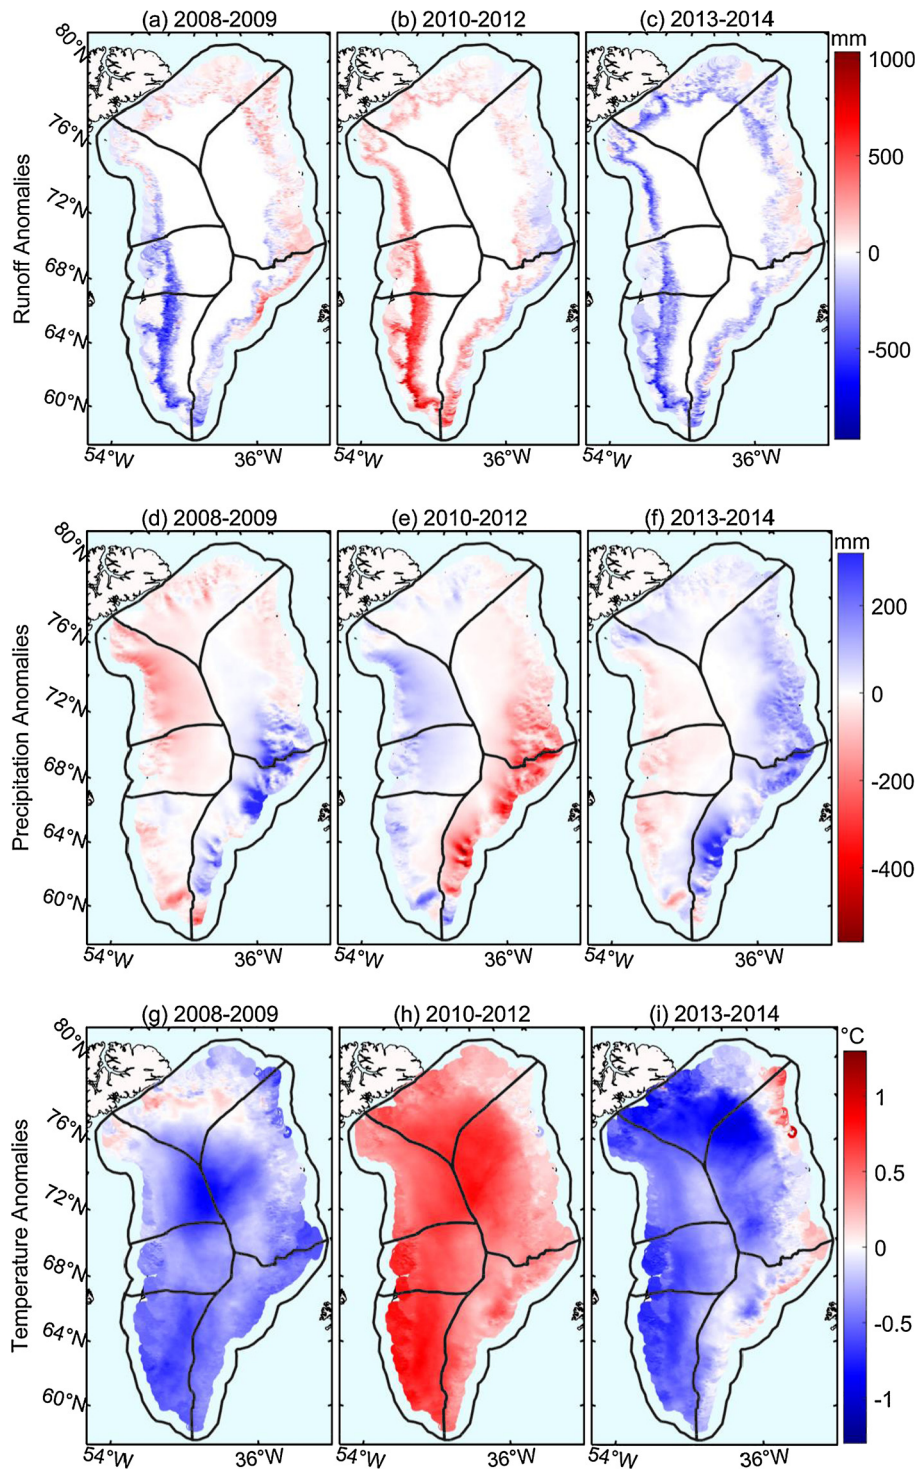 (a) 2008-2009 (b) 2010-2012 (c) 2013-2014
mm
80°N
76°N
72°N
68°N
64°N
60°N
Runoff Anomalies
1000
500
0
-500
54°W 36°W 54°W 36°W 54°W 36°W
(d) 2008-2009 (e) 2010-2012 (f) 2013-2014
mm
80°N
76°N
72°N
68°N
64°N
60°N
Precipitation Anomalies
200
0
-200
-400
54°W 36°W 54°W 36°W 54°W 36°W
(g) 2008-2009 (h) 2010-2012 (i) 2013-2014
°C
80°N
76°N
72°N
68°N
64°N
60°N
Temperature Anomalies
1
0.5
0
-0.5
-1
54°W 36°W 54°W 36°W 54°W 36°W